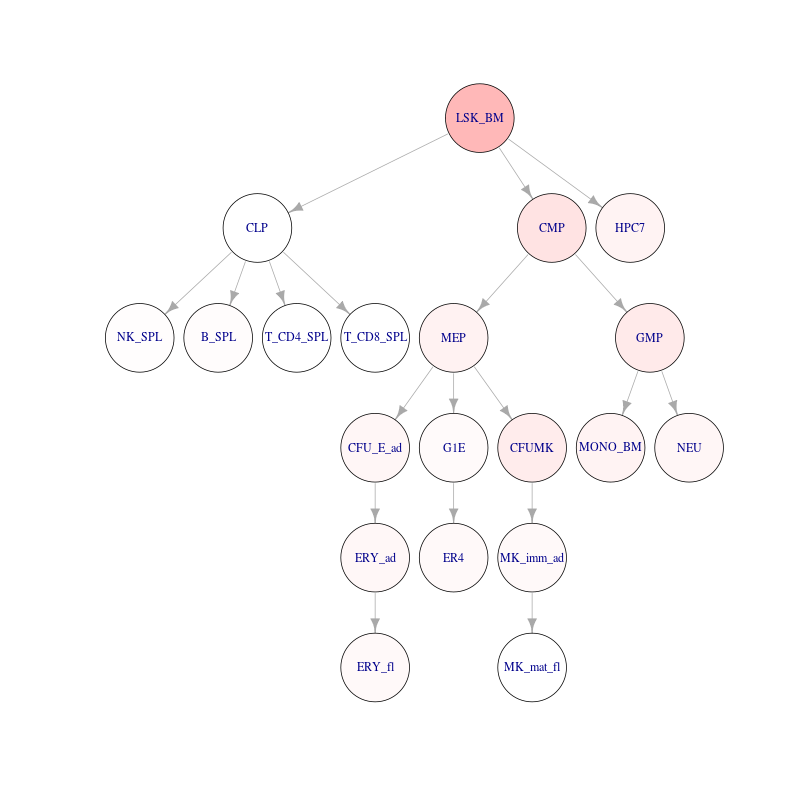 LSK_BM
CLP
CMP
HPC7
NK_SPL
B_SPL
T_CD4_SPL
T_CD8_SPL
MEP
GMP
CFU_E_ad
G1E
CFUMK
MONO_BM
NEU
ERY_ad
ER4
MK_imm_ad
ERY_fl
MK_mat_fl